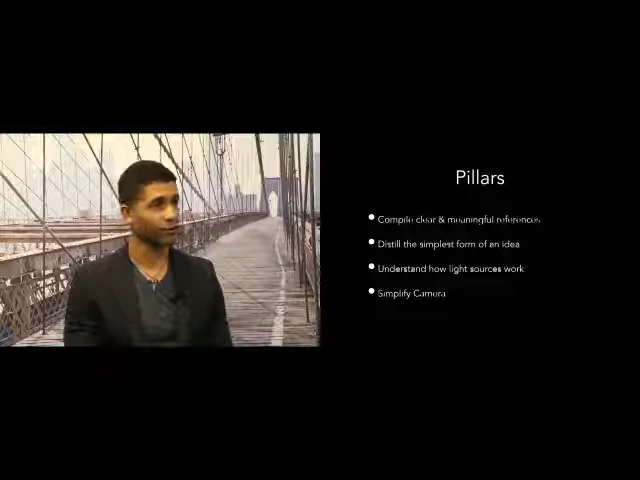 Pillars
Compile clear & meaningful references
Distill the simplest form of an idea
Understand how light sources work
Simplify Camera